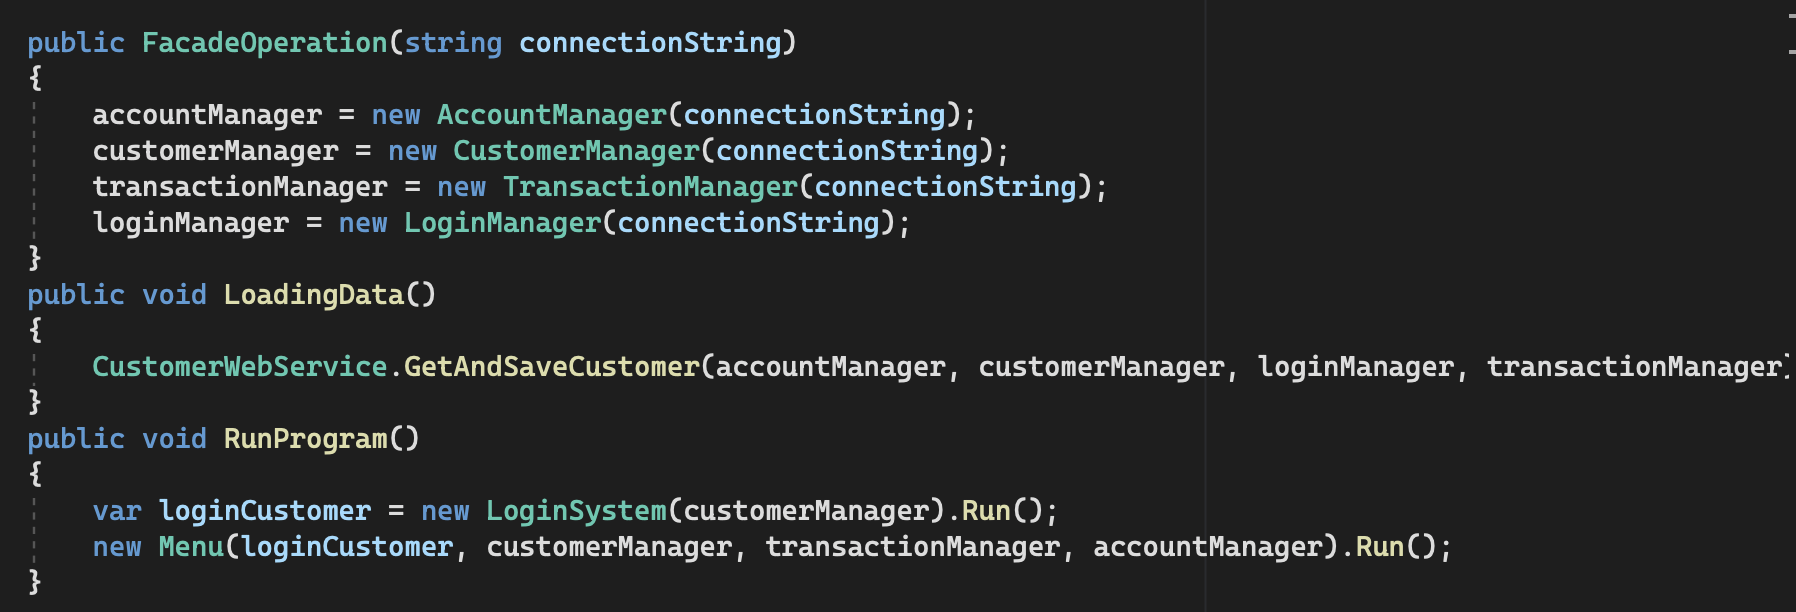 public FacadeOperation(string connectionString)
{
    accountManager = new AccountManager(connectionString);
    customerManager = new CustomerManager(connectionString);
    transactionManager = new TransactionManager(connectionString);
    loginManager = new LoginManager(connectionString);
}
public void LoadingData()
{
    CustomerWebService.GetAndSaveCustomer(accountManager, customerManager, loginManager, transactionManager)
}
public void RunProgram()
{
    var loginCustomer = new LoginSystem(customerManager).Run();
    new Menu(loginCustomer, customerManager, transactionManager, accountManager).Run();
}